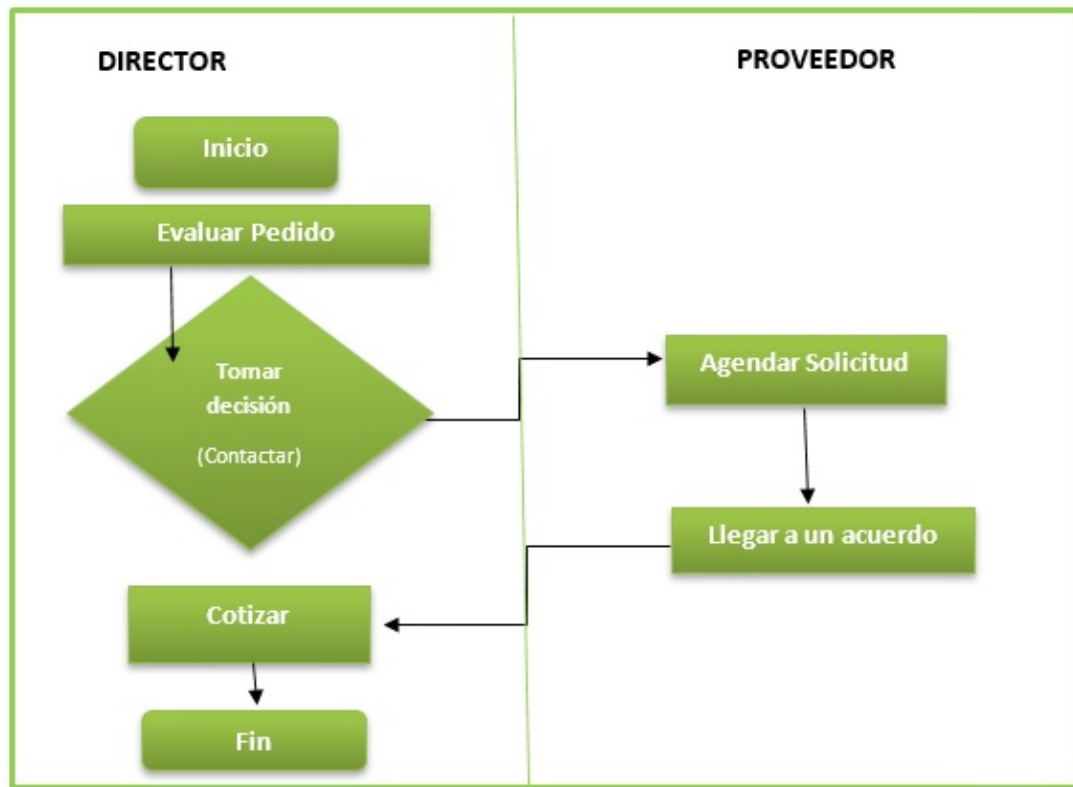 DIRECTOR
PROVEEDOR
Inicio
Evaluar Pedido
Tomar
decisión
(Contactar)
Agendar Solicitud
Llegar a un acuerdo
Cotizar
Fin